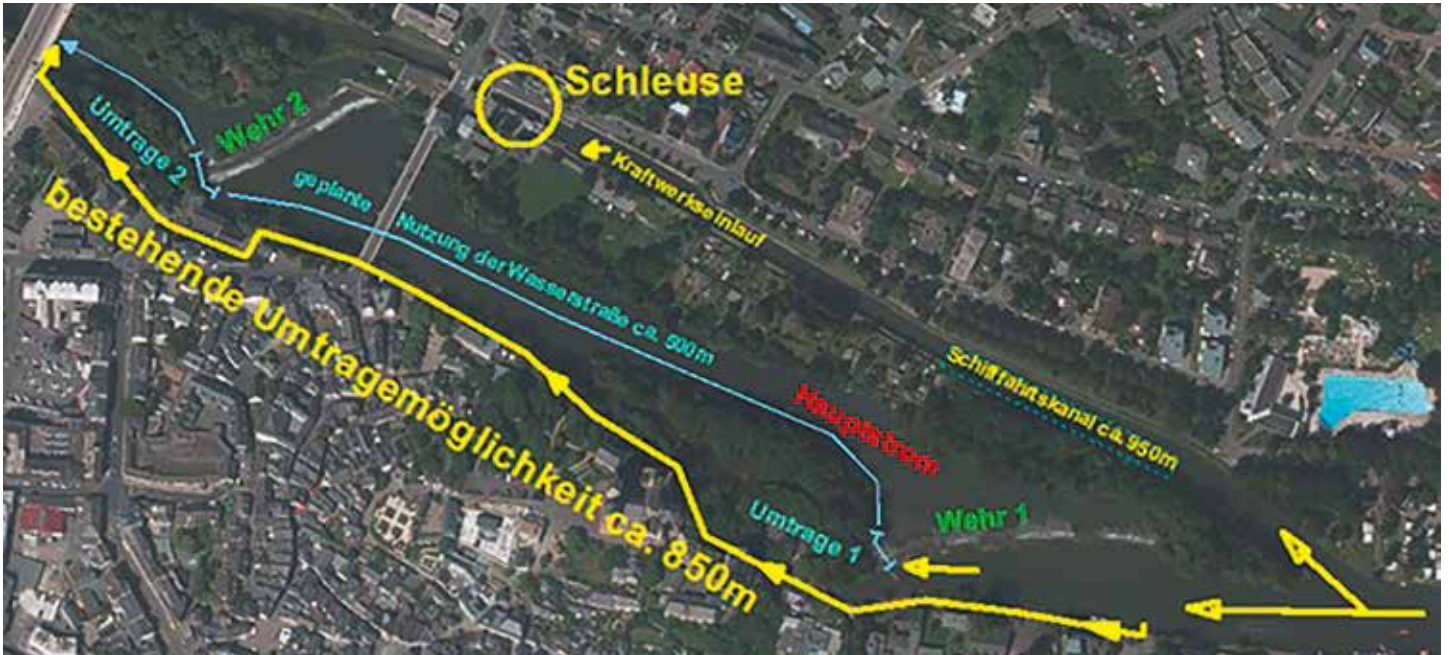 Schleuse
Wehr 2
Umtrage 2
Kraftwerkseinlauf
geplante Nutzung der Wasserstraße ca. 500m
bestehende Umtragemöglichkeit ca. 850m
Hauptstrom
Schifffahrtskanal ca. 950m
Umtrage 1
Wehr 1